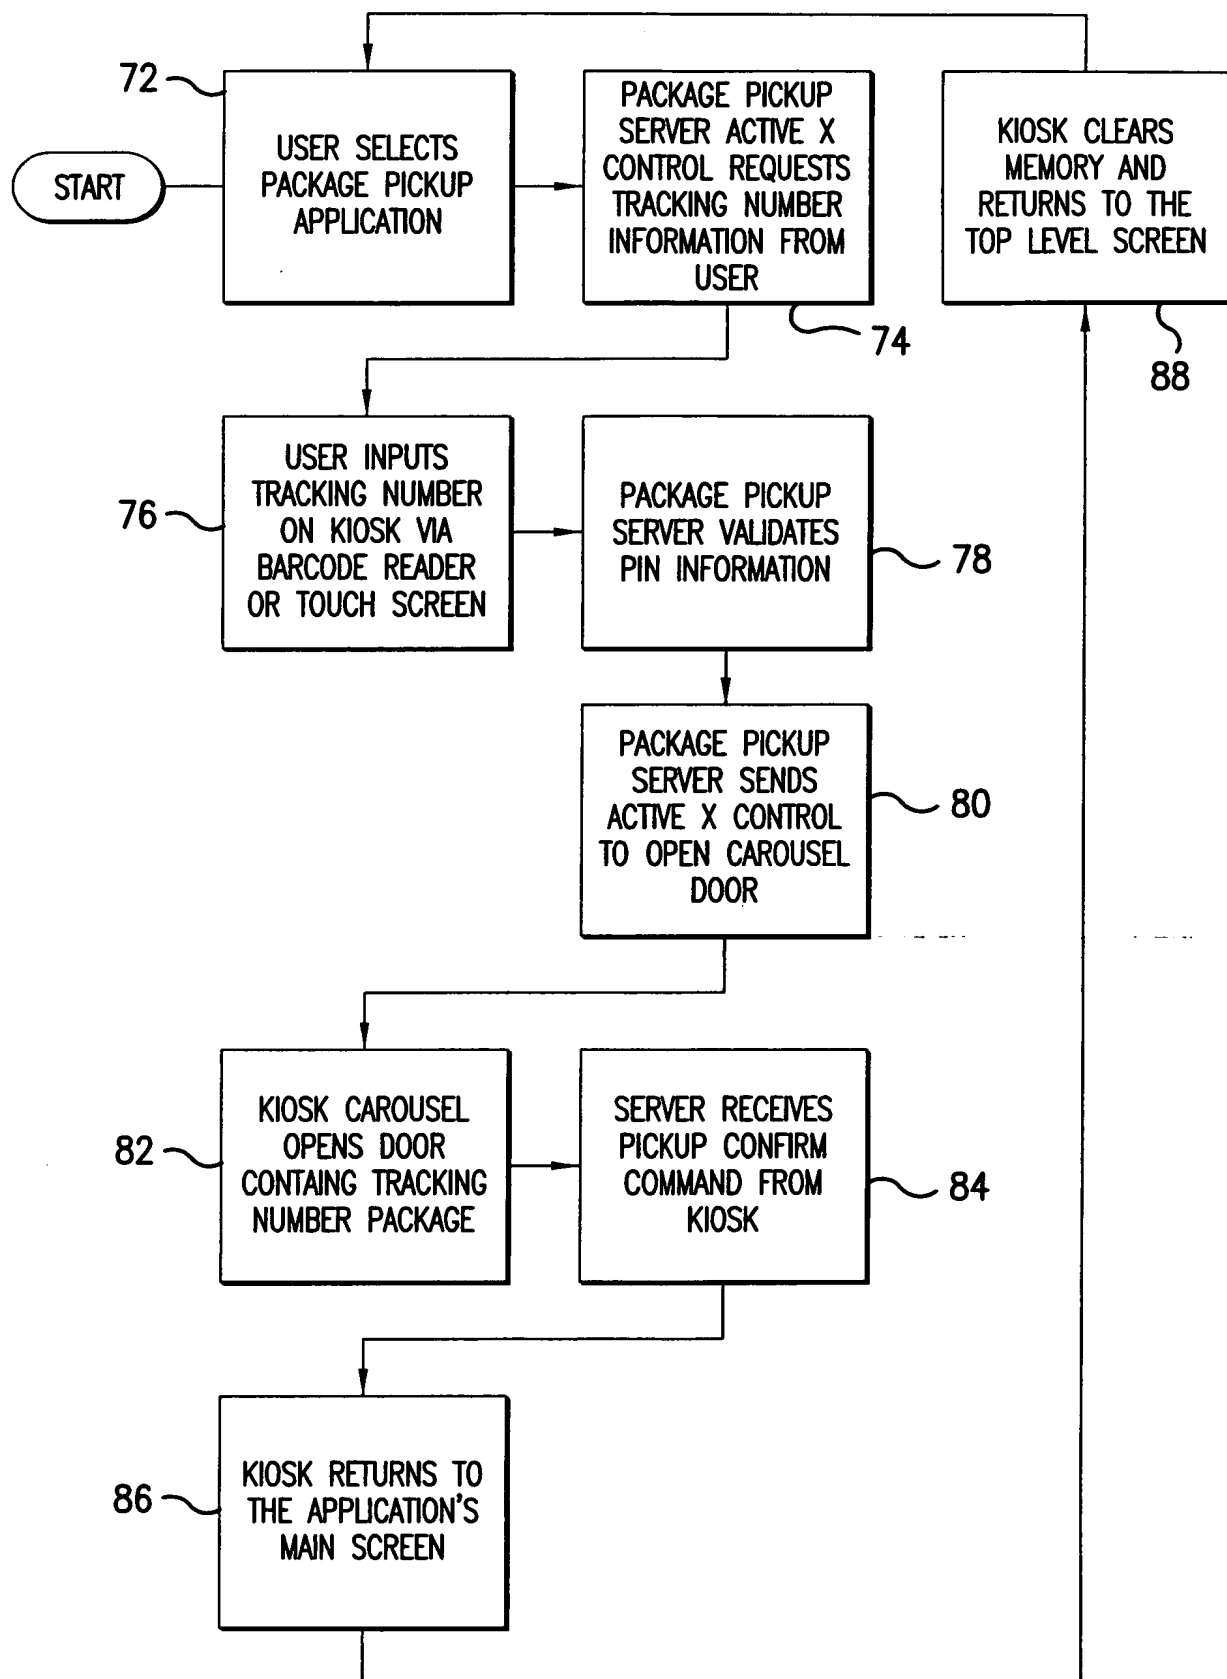 START
72
USER SELECTS
PACKAGE PICKUP
APPLICATION
PACKAGE PICKUP
SERVER ACTIVE X
CONTROL REQUESTS
TRACKING NUMBER
INFORMATION FROM
USER
74
KIOSK CLEARS
MEMORY AND
RETURNS TO THE
TOP LEVEL SCREEN
88
76
USER INPUTS
TRACKING NUMBER
ON KIOSK VIA
BARCODE READER
OR TOUCH SCREEN
PACKAGE PICKUP
SERVER VALIDATES
PIN INFORMATION
78
PACKAGE PICKUP
SERVER SENDS
ACTIVE X CONTROL
TO OPEN CAROUSEL
DOOR
80
82
KIOSK CAROUSEL
OPENS DOOR
CONTAING TRACKING
NUMBER PACKAGE
SERVER RECEIVES
PICKUP CONFIRM
COMMAND FROM
KIOSK
84
86
KIOSK RETURNS TO
THE APPLICATION'S
MAIN SCREEN